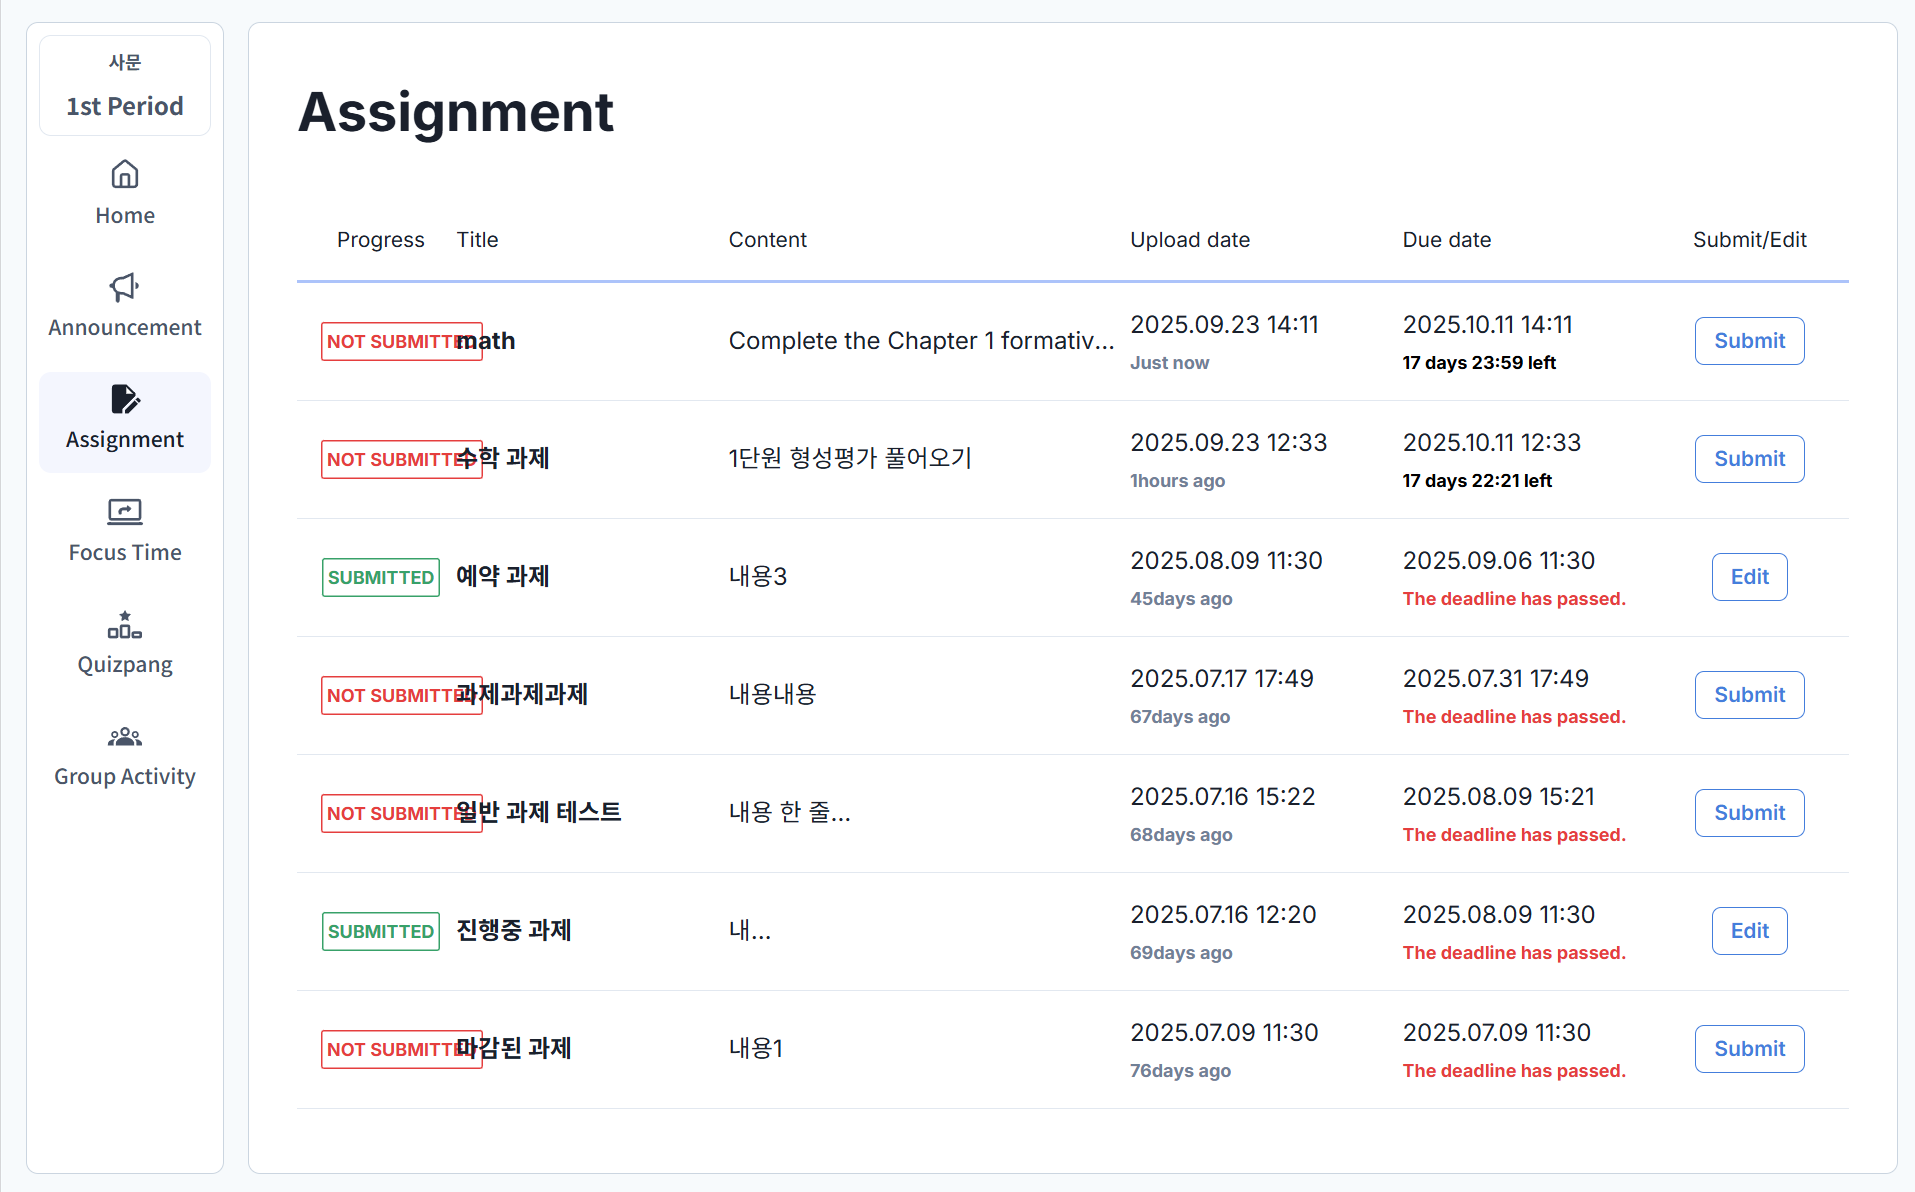 사문
1st Period
Home
Announcement
Assignment
Focus Time
Quizpang
Group Activity
Assignment
Progress Title Content Upload date Due date Submit/Edit
NOT SUBMITTED math Complete the Chapter 1 formativ... 2025.09.23 14:11 2025.10.11 14:11 Submit
Just now 17 days 23:59 left
NOT SUBMITTED 수학 과제 1단원 형성평가 풀어오기 2025.09.23 12:33 2025.10.11 12:33 Submit
1hours ago 17 days 22:21 left
SUBMITTED 예약 과제 내용3 2025.08.09 11:30 2025.09.06 11:30 Edit
45days ago The deadline has passed.
NOT SUBMITTED 과제과제과제 내용내용 2025.07.17 17:49 2025.07.31 17:49 Submit
67days ago The deadline has passed.
NOT SUBMITTED 일반 과제 테스트 내용 한 줄... 2025.07.16 15:22 2025.08.09 15:21 Submit
68days ago The deadline has passed.
SUBMITTED 진행중 과제 내... 2025.07.16 12:20 2025.08.09 11:30 Edit
69days ago The deadline has passed.
NOT SUBMITTED 마감된 과제 내용1 2025.07.09 11:30 2025.07.09 11:30 Submit
76days ago The deadline has passed.